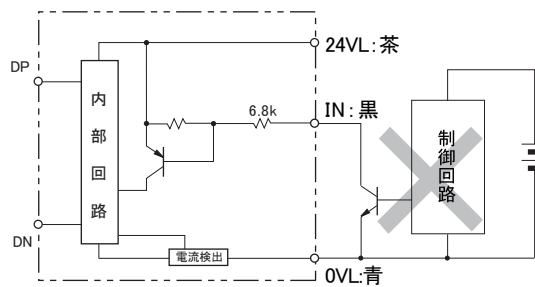 24VL:茶
DP
内部回路
6.8k
IN:黒
制御回路
DN
電流検出
0VL:青